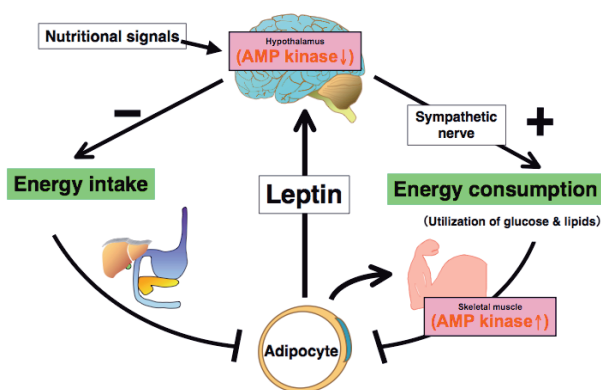 Nutritional signals
Hypothalamus
(AMP kinase↓)
−
+
Sympathetic
nerve
Energy intake
Leptin
Energy consumption
(Utilization of glucose & lipids)
Skeletal muscle
(AMP kinase↑)
Adipocyte